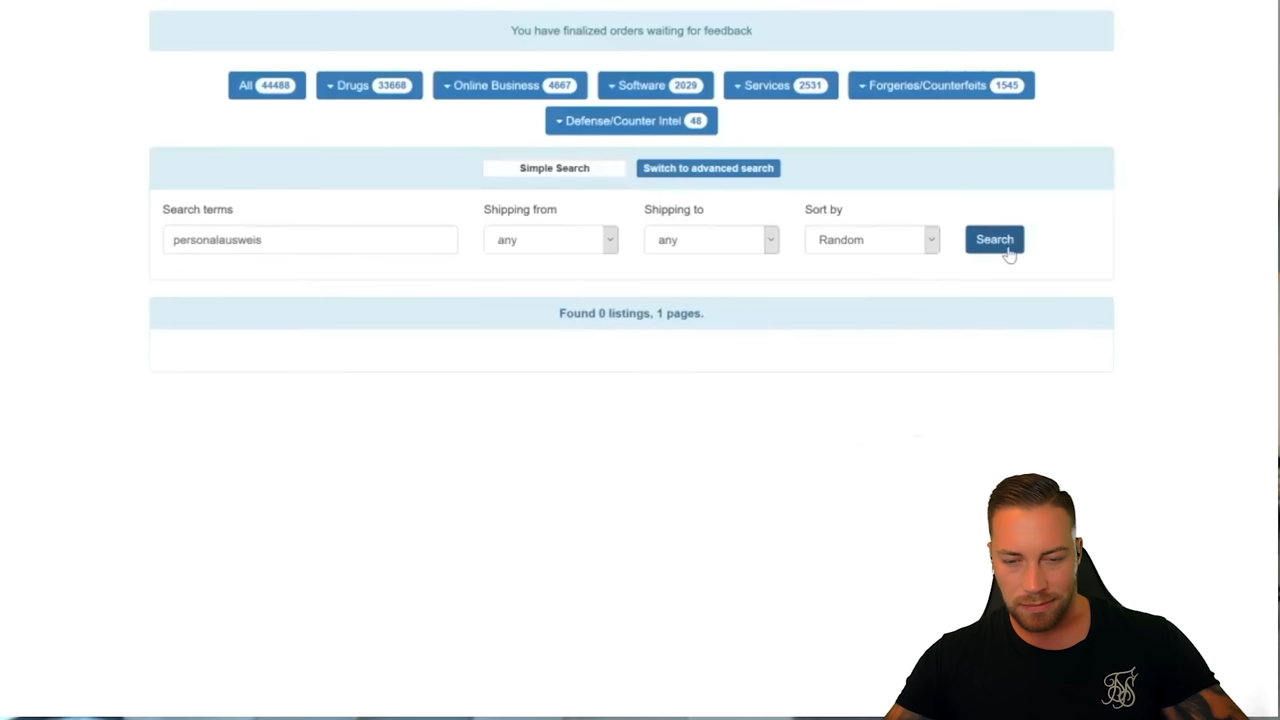 You have finalized orders waiting for feedback
All 44488 Drugs 33668 Online Business 4667 Software 2029 Services 2531 Forgeries/Counterfeits 1545
Defense/Counter Intel 48
Simple Search Switch to advanced search
Search terms Shipping from Shipping to Sort by
personalausweis any any Random Search
Found 0 listings, 1 pages.